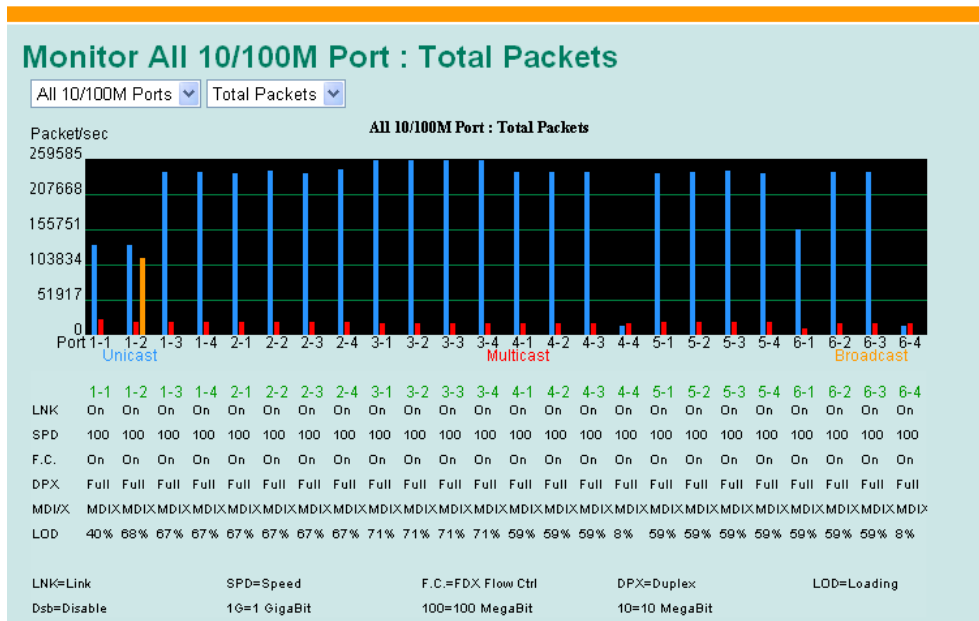 Monitor All 10/100M Port : Total Packets
All 10/100M Ports Total Packets
All 10/100M Port : Total Packets
Packet/sec
259585
207668
155751
103834
51917
0
Port 1-1 1-2 1-3 1-4 2-1 2-2 2-3 2-4 3-1 3-2 3-3 3-4 4-1 4-2 4-3 4-4 5-1 5-2 5-3 5-4 6-1 6-2 6-3 6-4
Unicast Multicast Broadcast
1-1 1-2 1-3 1-4 2-1 2-2 2-3 2-4 3-1 3-2 3-3 3-4 4-1 4-2 4-3 4-4 5-1 5-2 5-3 5-4 6-1 6-2 6-3 6-4
LNK On On On On On On On On On On On On On On On On On On On On On On On On
SPD 100 100 100 100 100 100 100 100 100 100 100 100 100 100 100 100 100 100 100 100 100 100 100 100
F.C. On On On On On On On On On On On On On On On On On On On On On On On On
DPX Full Full Full Full Full Full Full Full Full Full Full Full Full Full Full Full Full Full Full Full Full Full Full Full
MDI/X MDIX MDIX MDIX MDIX MDIX MDIX MDIX MDIX MDIX MDIX MDIX MDIX MDIX MDIX MDIX MDIX MDIX MDIX MDIX MDIX MDIX MDIX MDIX MDIX
LOD 40% 68% 67% 67% 67% 67% 67% 67% 71% 71% 71% 71% 59% 59% 59% 8% 59% 59% 59% 59% 59% 59% 59% 8%
LNK=Link SPD=Speed F.C.=FDX Flow Ctrl DPX=Duplex LOD=Loading
Dsb=Disable 1G=1 GigaBit 100=100 MegaBit 10=10 MegaBit